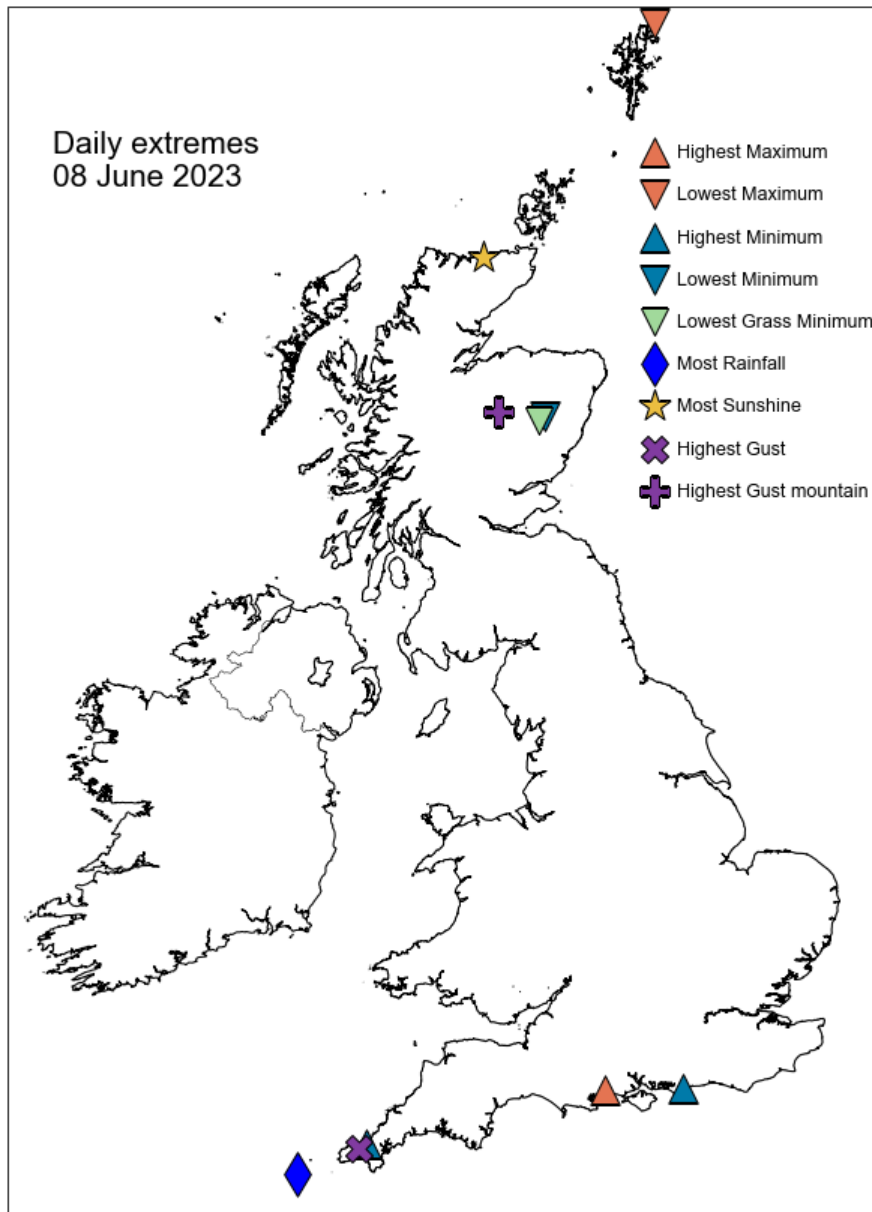 Daily extremes
08 June 2023
Highest Maximum
Lowest Maximum
Highest Minimum
Lowest Minimum
Lowest Grass Minimum
Most Rainfall
Most Sunshine
Highest Gust
Highest Gust mountain